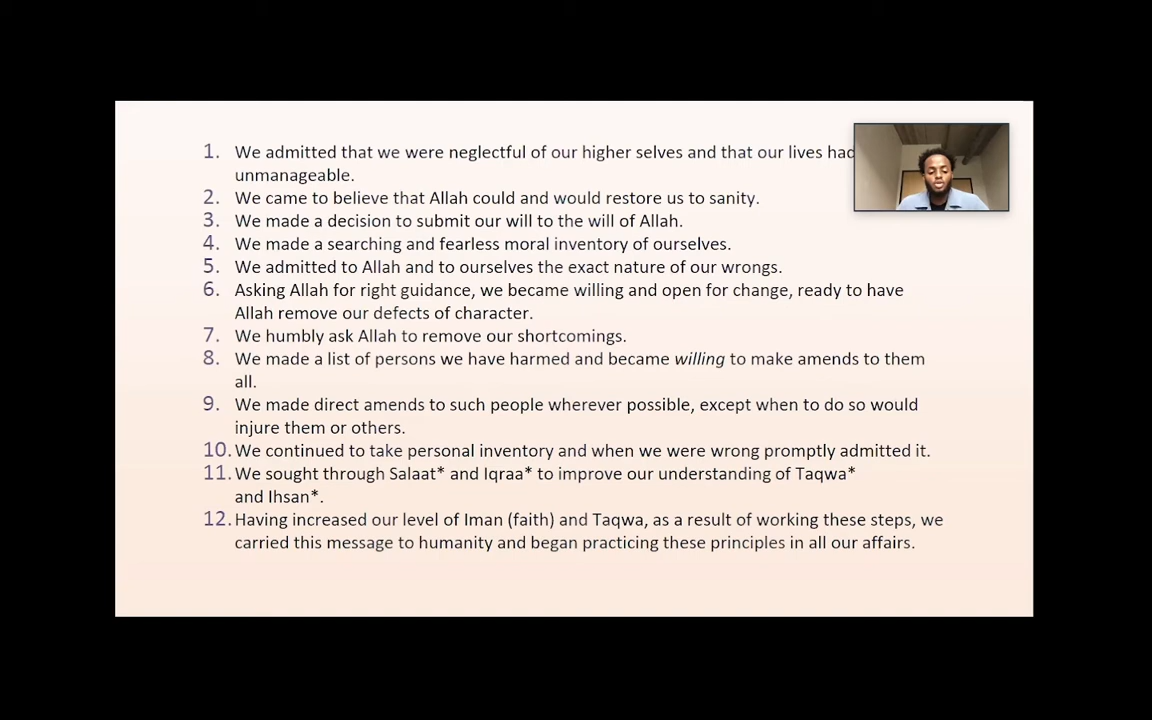 1. We admitted that we were neglectful of our higher selves and that our lives had
unmanageable.
2. We came to believe that Allah could and would restore us to sanity.
3. We made a decision to submit our will to the will of Allah.
4. We made a searching and fearless moral inventory of ourselves.
5. We admitted to Allah and to ourselves the exact nature of our wrongs.
6. Asking Allah for right guidance, we became willing and open for change, ready to have
Allah remove our defects of character.
7. We humbly ask Allah to remove our shortcomings.
8. We made a list of persons we have harmed and became willing to make amends to them
all.
9. We made direct amends to such people wherever possible, except when to do so would
injure them or others.
10. We continued to take personal inventory and when we were wrong promptly admitted it.
11. We sought through Salaat* and Iqraa* to improve our understanding of Taqwa*
and Ihsan*.
12. Having increased our level of Iman (faith) and Taqwa, as a result of working these steps, we
carried this message to humanity and began practicing these principles in all our affairs.